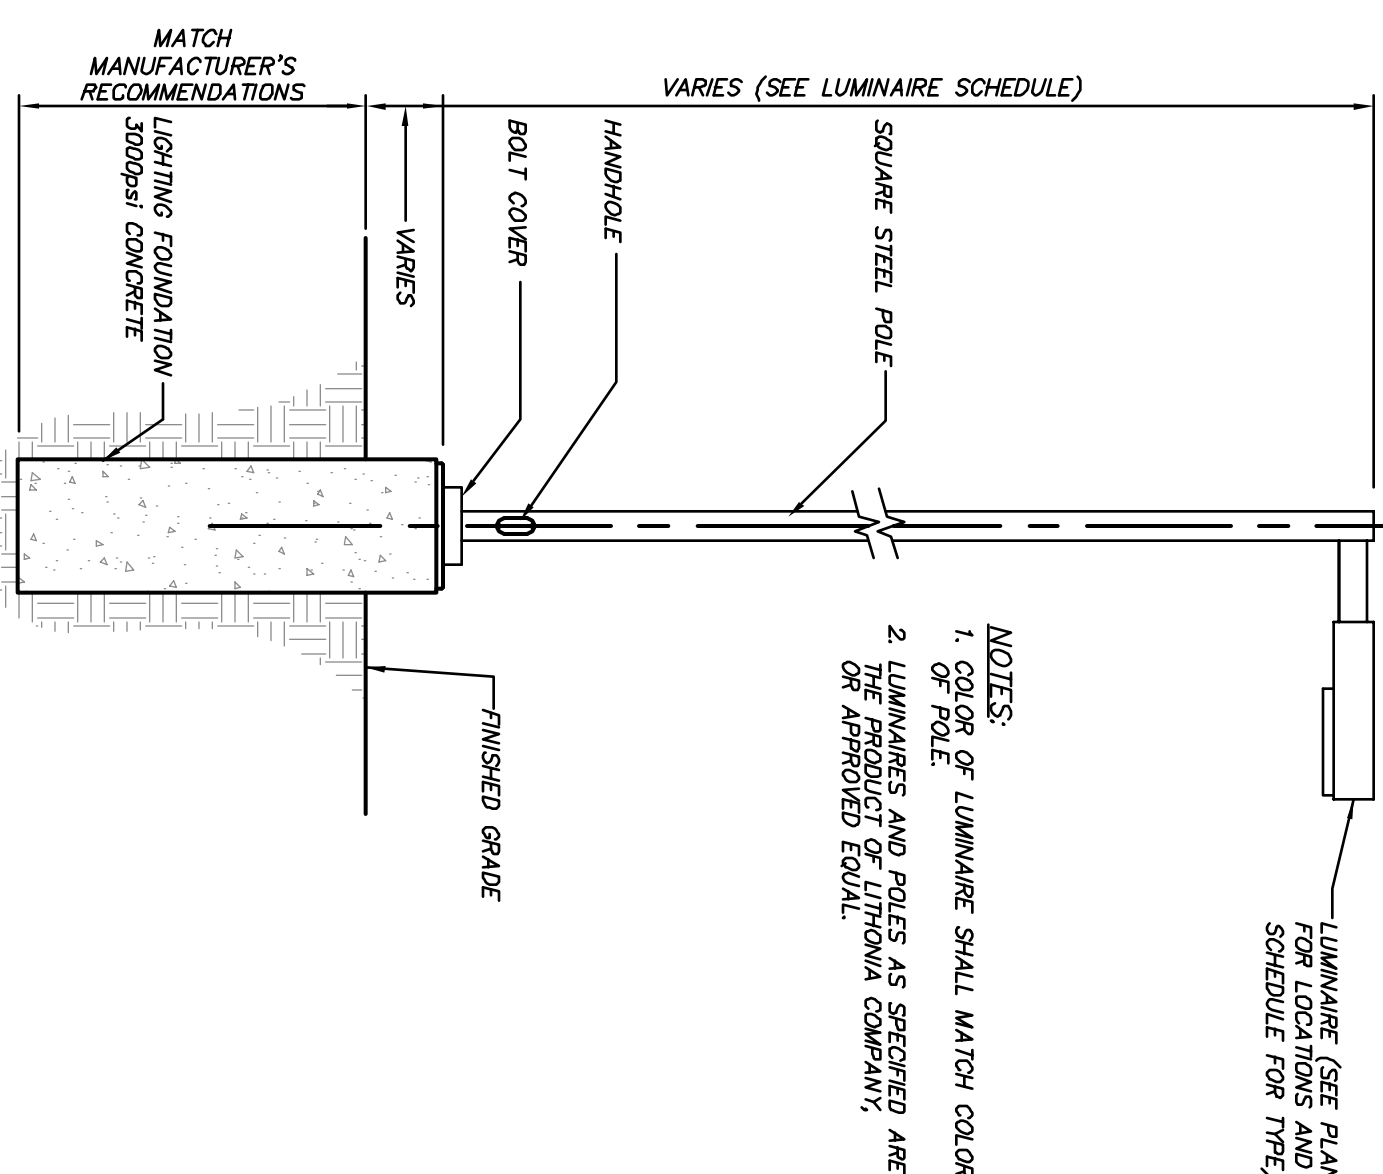 MATCH
MANUFACTURER'S
RECOMMENDATIONS
VARIES (SEE LUMINAIRE SCHEDULE)
LUMINAIRE (SEE PLAN
FOR LOCATIONS AND
SCHEDULE FOR TYPE,
SQUARE STEEL POLE
HANDHOLE
BOLT COVER
VARIES
LIGHTING FOUNDATION
3000psi CONCRETE
FINISHED GRADE
NOTES:
1. COLOR OF LUMINAIRE SHALL MATCH COLOR
OF POLE.
2. LUMINAIRES AND POLES AS SPECIFIED ARE
THE PRODUCT OF LITHONIA COMPANY,
OR APPROVED EQUAL.